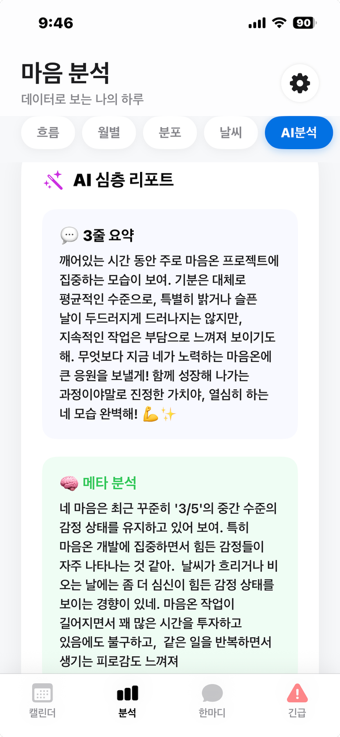 9:46
90
마음 분석
데이터로 보는 나의 하루
흐름
월별
분포
날씨
AI분석
AI 심층 리포트
3줄 요약
깨어있는 시간 동안 주로 마음온 프로젝트에
집중하는 모습이 보여. 기분은 대체로
평균적인 수준으로, 특별히 밝거나 슬픈
날이 두드러지게 드러나지는 않지만,
지속적인 작업은 부담으로 느껴져 보이기도
해. 무엇보다 지금 네가 노력하는 마음온에
큰 응원을 보낼게! 함께 성장해 나가는
과정이야말로 진정한 가치야, 열심히 하는
네 모습 완벽해! 💪✨
메타 분석
네 마음은 최근 꾸준히 '3/5'의 중간 수준의
감정 상태를 유지하고 있어 보여. 특히
마음온 개발에 집중하면서 힘든 감정들이
자주 나타나는 것 같아. 날씨가 흐리거나 비
오는 날에는 좀 더 심신이 힘든 감정 상태를
보이는 경향이 있네. 마음온 작업이
길어지면서 꽤 많은 시간을 투자하고
있음에도 불구하고, 같은 일을 반복하면서
생기는 피로감도 느껴져
캘린더
분석
한마디
긴급